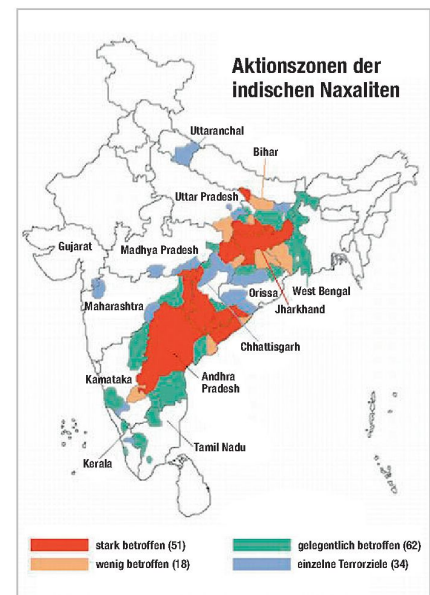 Aktionszonen der
indischen Naxaliten
Uttaranchal
Bihar
Uttar Pradesh
Gujarat
Madhya Pradesh
Orissa
West Bengal
Maharashtra
Jharkhand
Chhattisgarh
Karnataka
Andhra
Pradesh
Tamil Nadu
Kerala
stark betroffen (51)
gelegentlich betroffen (62)
wenig betroffen (18)
einzelne Terrorziele (34)